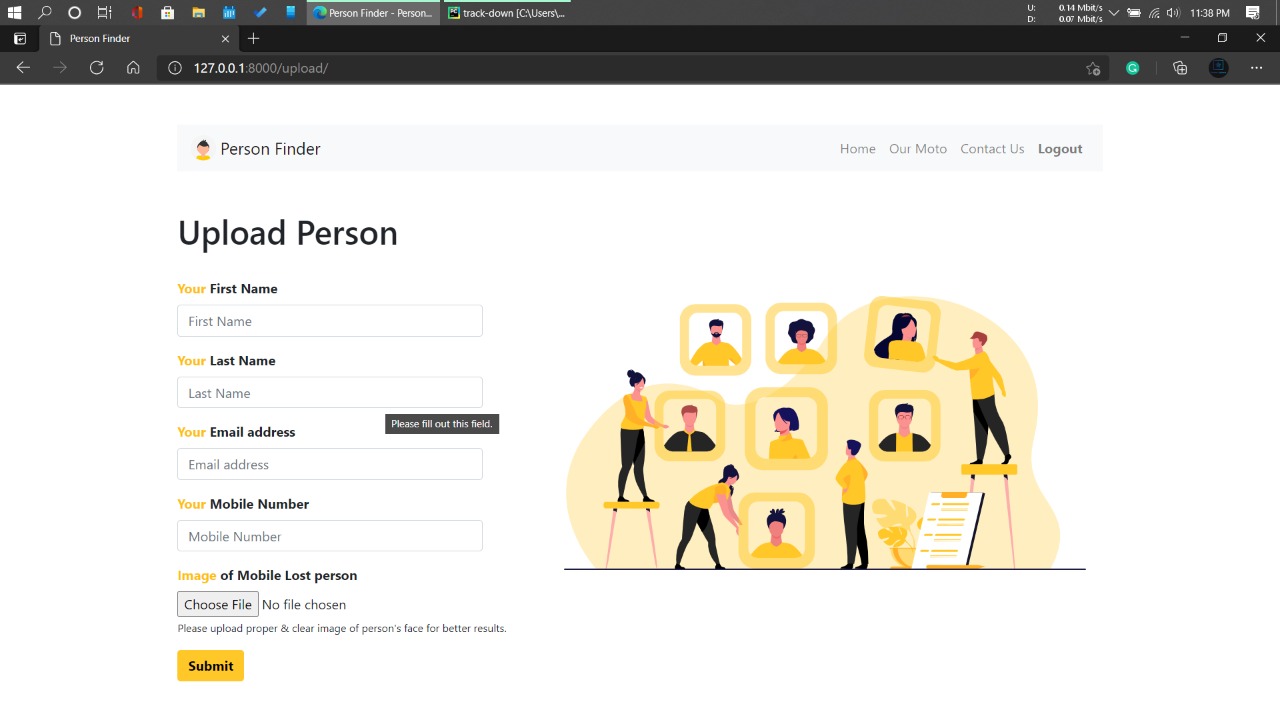 Person Finder - Person...
track-down [C:\Users\...
U: 0.14 Mbit/s
D: 0.07 Mbit/s
11:38 PM
Person Finder
127.0.0.1:8000/upload/
Person Finder
Home Our Moto Contact Us Logout
Upload Person
Your First Name
First Name
Your Last Name
Last Name
Please fill out this field.
Your Email address
Email address
Your Mobile Number
Mobile Number
Image of Mobile Lost person
Choose File No file chosen
Please upload proper & clear image of person's face for better results.
Submit